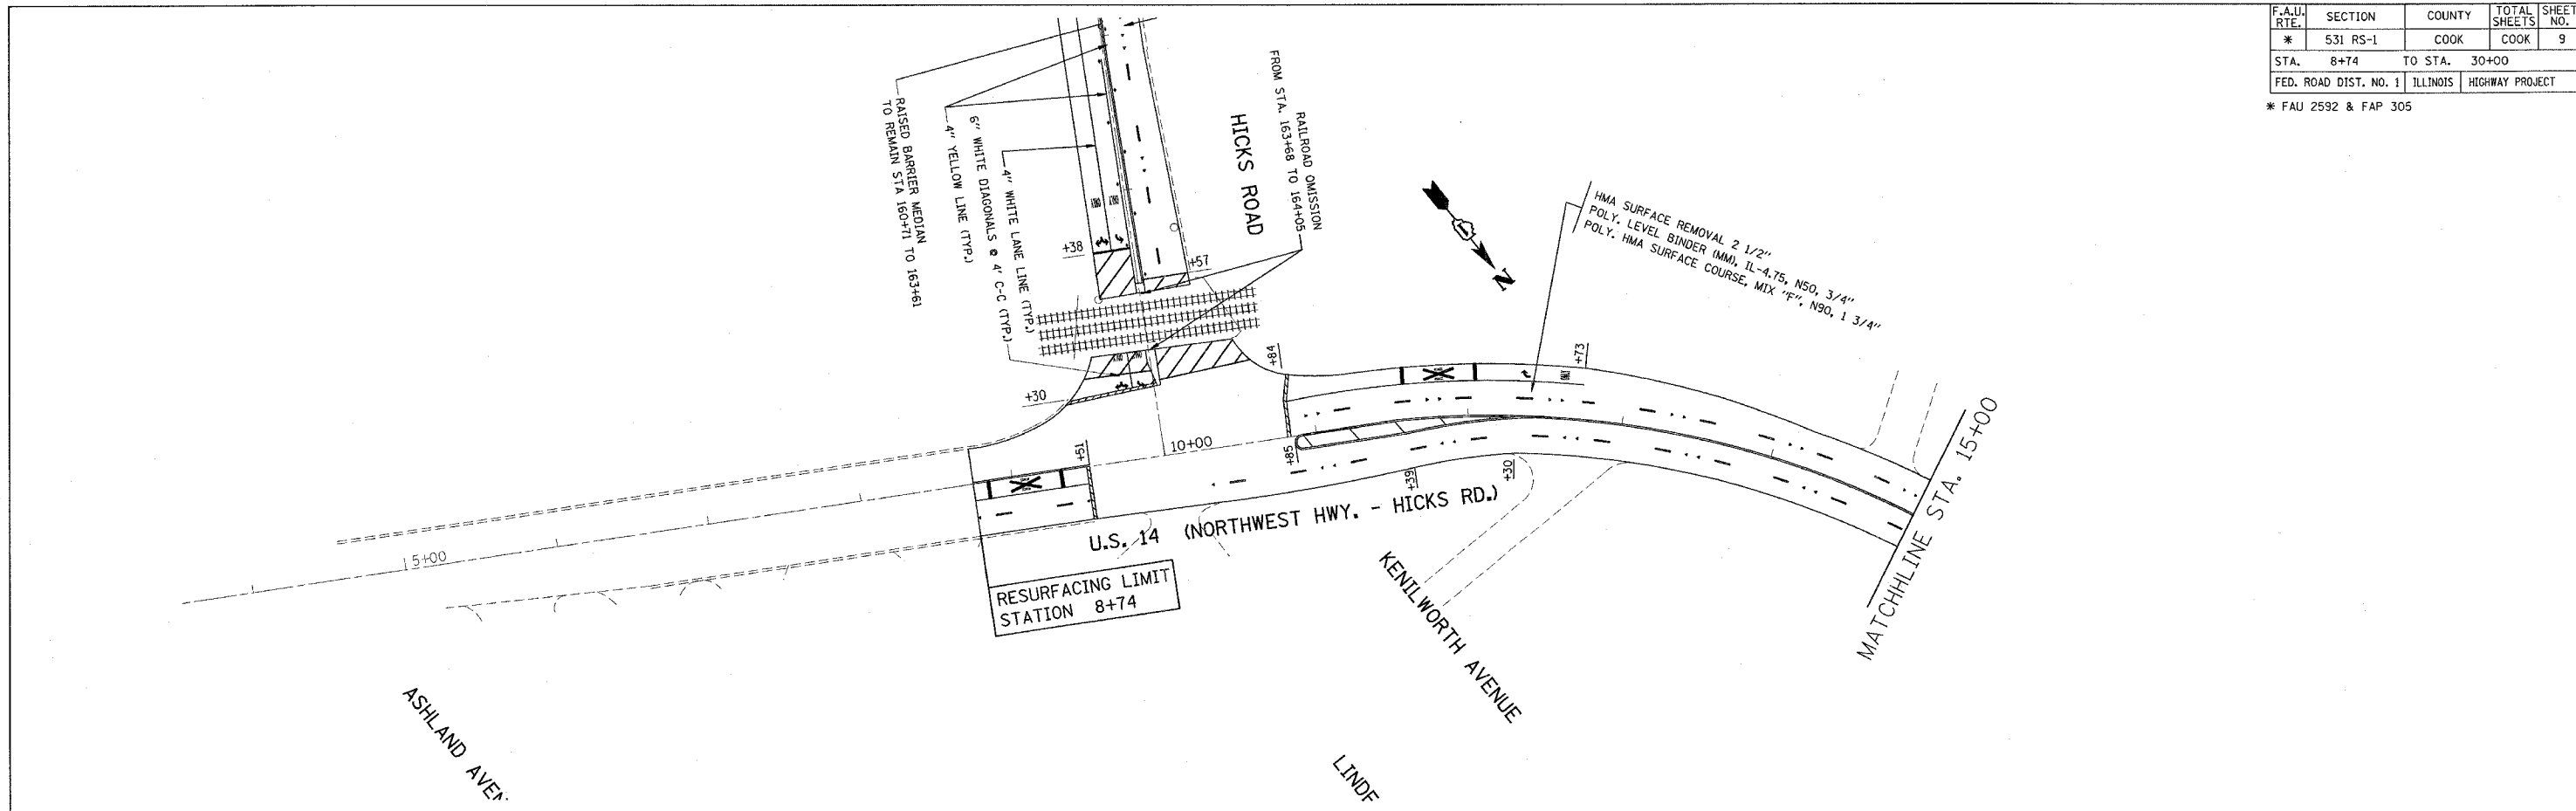 F.A.U. RTE. SECTION COUNTY TOTAL SHEETS SHEET NO.
* 531 RS-1 COOK COOK 9
STA. 8+74 TO STA. 30+00
FED. ROAD DIST. NO. 1 ILLINOIS HIGHWAY PROJECT
* FAU 2592 & FAP 305
RAISED BARRIER MEDIAN
TO REMAIN STA 160+71 TO 163+61
4" YELLOW LINE (TYP.)
6" WHITE DIAGONALS @ 4' C-C (TYP.)
4" WHITE LANE LINE (TYP.)
HICKS ROAD
RAILROAD OMISSION
FROM STA. 163+68 TO 164+05
N
HMA SURFACE REMOVAL 2 1/2"
POLY. LEVEL BINDER (MM), IL-4.75, N50, 3/4"
POLY. HMA SURFACE COURSE, MIX "F", N90, 1 3/4"
+38
+57
+84
+73
+30
+51
10+00
+85
+39
+30
5+00
U.S. 14 (NORTHWEST HWY. - HICKS RD.)
RESURFACING LIMIT
STATION 8+74
KENILWORTH AVENUE
MATCHHLINE STA. 15+00
ASHLAND AVEN
LINDE